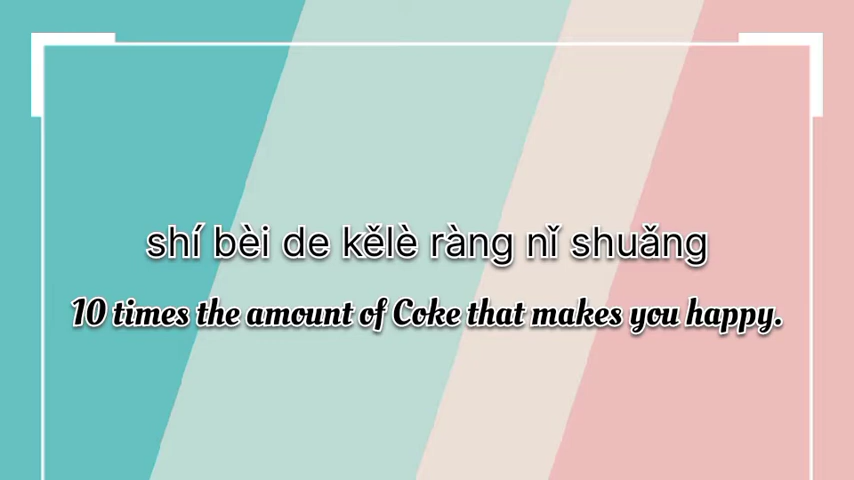 shí bèi de kělè ràng nǐ shuǎng
10 times the amount of Coke that makes you happy.